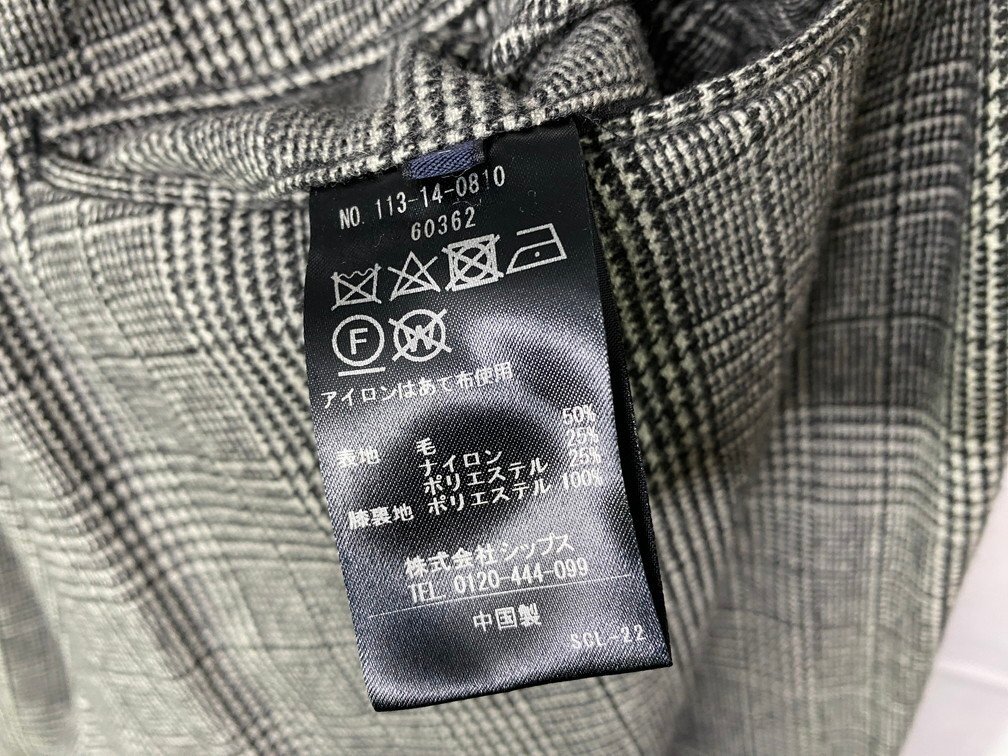 NO. 113-14-0810
60362
F W
アイロンはあて布使用
表地 毛 50%
ナイロン 25%
ポリエステル 25%
膝裏地 ポリエステル 100%
株式会社シップス
TEL. 0120-444-099
中国製
SCL-22